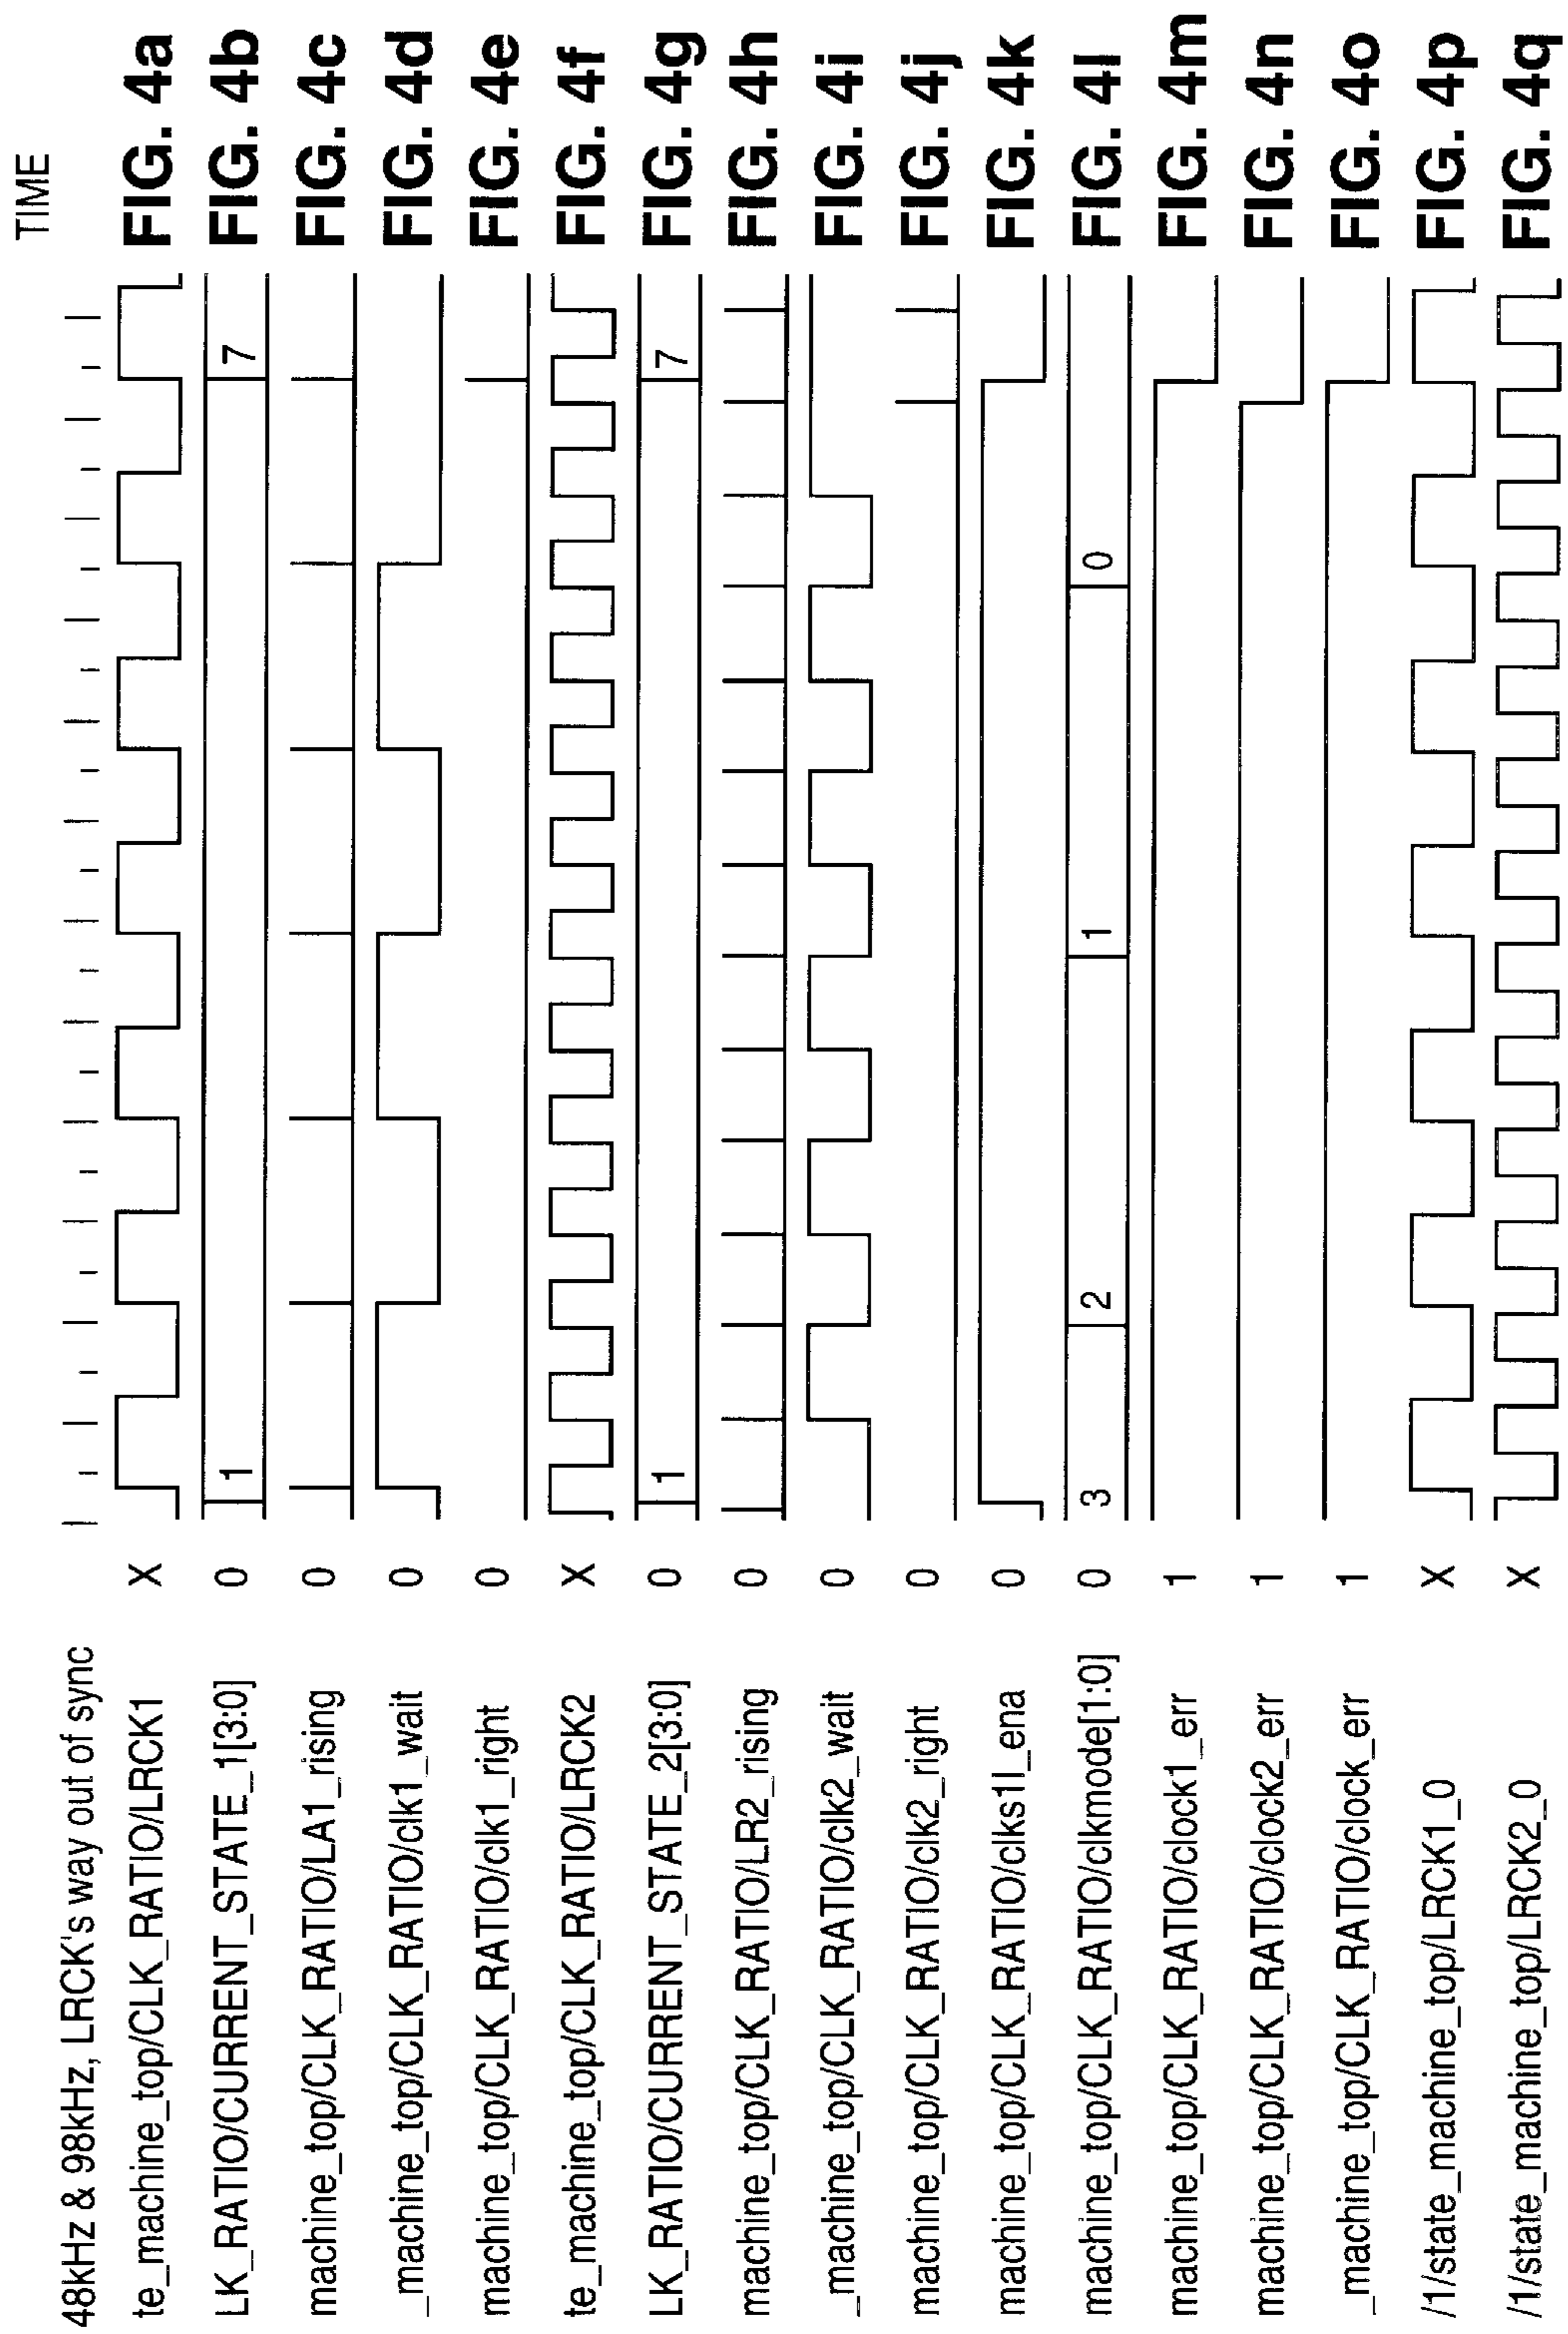 TIME
48kHz & 98kHz, LRCK's way out of sync
te_machine_top/CLK_RATIO/LRCK1 X FIG. 4a
LK_RATIO/CURRENT_STATE_1[3:0] 0 1 7 FIG. 4b
machine_top/CLK_RATIO/LA1_rising 0 FIG. 4c
_machine_top/CLK_RATIO/clk1_wait 0 FIG. 4d
machine_top/CLK_RATIO/clk1_right 0 FIG. 4e
te_machine_top/CLK_RATIO/LRCK2 X FIG. 4f
LK_RATIO/CURRENT_STATE_2[3:0] 0 1 7 FIG. 4g
machine_top/CLK_RATIO/LR2_rising 0 FIG. 4h
_machine_top/CLK_RATIO/clk2_wait 0 FIG. 4i
machine_top/CLK_RATIO/clk2_right 0 FIG. 4j
machine_top/CLK_RATIO/clks1l_ena 0 FIG. 4k
machine_top/CLK_RATIO/clkmode[1:0] 0 3 2 1 0 FIG. 4l
machine_top/CLK_RATIO/clock1_err 1 FIG. 4m
machine_top/CLK_RATIO/clock2_err 1 FIG. 4n
_machine_top/CLK_RATIO/clock_err 1 FIG. 4o
/1/state_machine_top/LRCK1_0 X FIG. 4p
/1/state_machine_top/LRCK2_0 X FIG. 4q